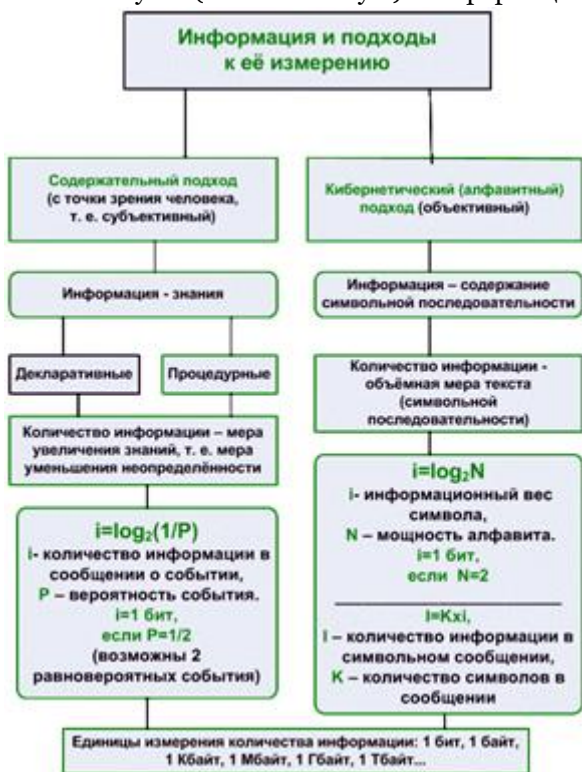 Информация и подходы
к её измерению
Содержательный подход
(с точки зрения человека,
т. е. субъективный)
Кибернетический (алфавитный)
подход (объективный)
Информация - знания
Информация – содержание
символьной последовательности
Декларативные
Процедурные
Количество информации -
объёмная мера текста
(символьной
последовательности)
Количество информации – мера
увеличения знаний, т. е. мера
уменьшения неопределённости
i=log₂(1/P)
i- количество информации в
сообщении о событии,
P – вероятность события.
i=1 бит,
если P=1/2
(возможны 2
равновероятных события)
i=log₂N
i- информационный вес
символа,
N – мощность алфавита.
i=1 бит,
если N=2
I=Kxi,
I – количество информации в
символьном сообщении,
K – количество символов в
сообщении
Единицы измерения количества информации: 1 бит, 1 байт,
1 Кбайт, 1 Мбайт, 1 Гбайт, 1 Тбайт...